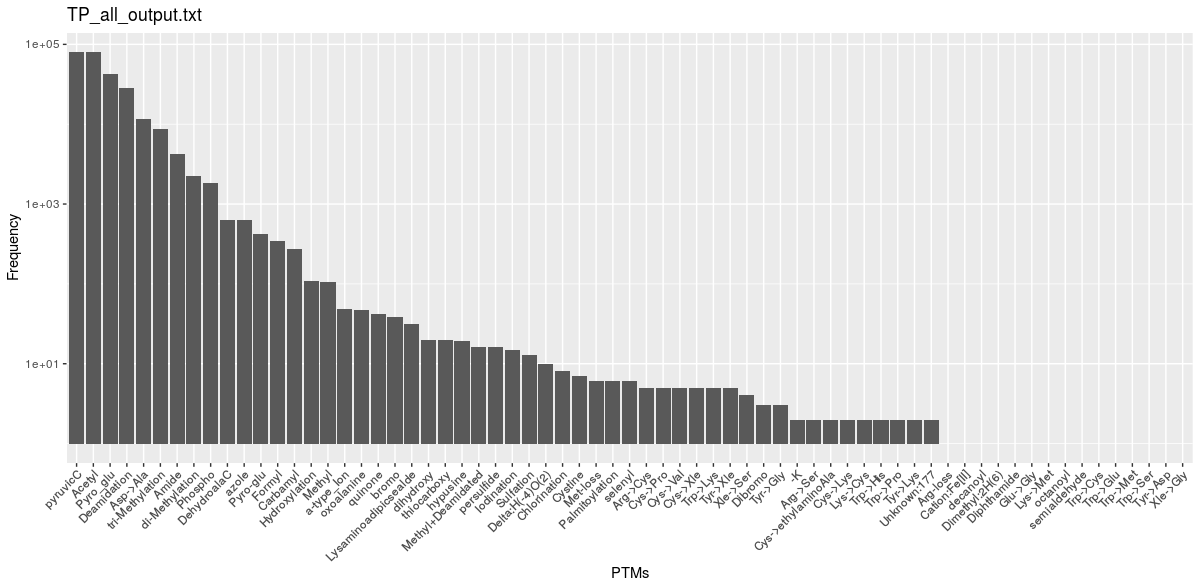 TP_all_output.txt
1e+05
1e+03
1e+01
Frequency
pyruvicC
Acetyl
Pyro_glu
Deamidation
Asp->Ala
tri-Methylation
Amide
di-Methylation
Phospho
DehydroalaC
azole
Pyro-glu
Formyl
Carbamyl
Hydroxylation
Methyl
a-type_Ion
oxoalanine
quinone
bromo
Lysaminoadipicsealde
dihydroxy
thiocarboxy
hypusine
Methyl+Deamidated
persulfide
Iodination
Sulfation
Delta:H(-4)O(2)
Chlorination
Cystine
Met-loss
Palmitoylation
selenyl
Arg->Cys
Cys->Pro
Cys->Val
Cys->Xle
Trp->Lys
Tyr->Xle
Xle->Ser
Dibromo
Tyr->Gly
-K
Arg->Ser
Cys->ethylaminoAla
Cys->Lys
Lys->Cys
Trp->His
Trp->Pro
Tyr->Lys
Unknown:177
Arg-loss
Cation:Fe[III]
decanoyl
Dimethyl:2H(6)
Diphthamide
Glu->Gly
Lys->Met
octanoyl
semialdehyde
Trp->Cys
Trp->Glu
Trp->Met
Trp->Ser
Tyr->Asp
Xle->Gly
PTMs